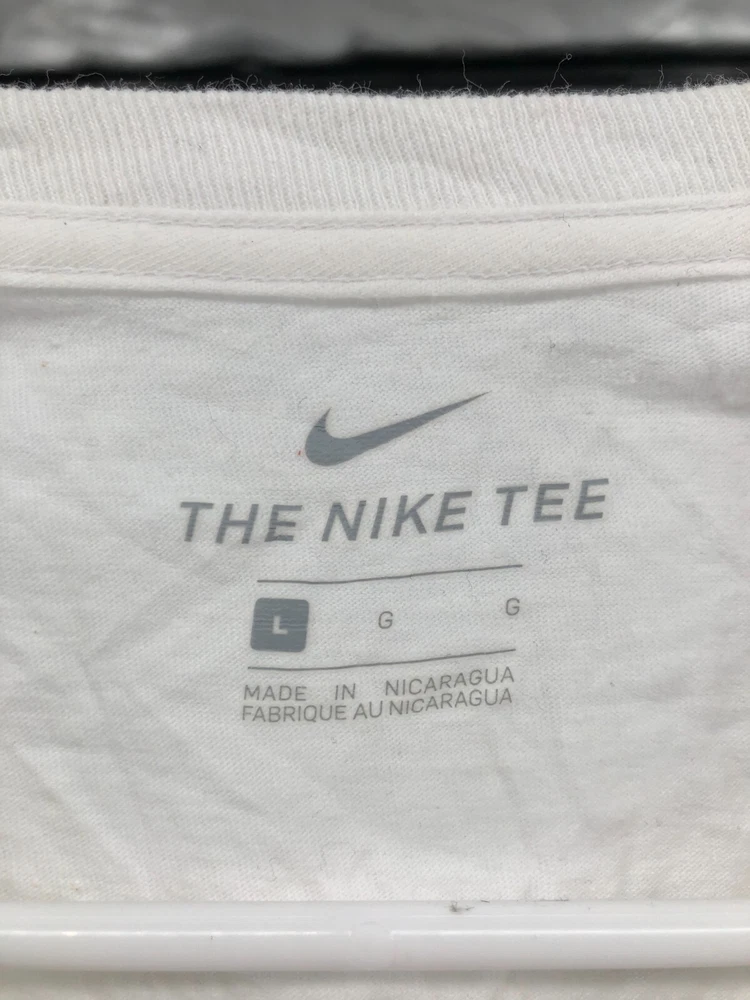 THE NIKE TEE
L G G
MADE IN NICARAGUA
FABRIQUE AU NICARAGUA